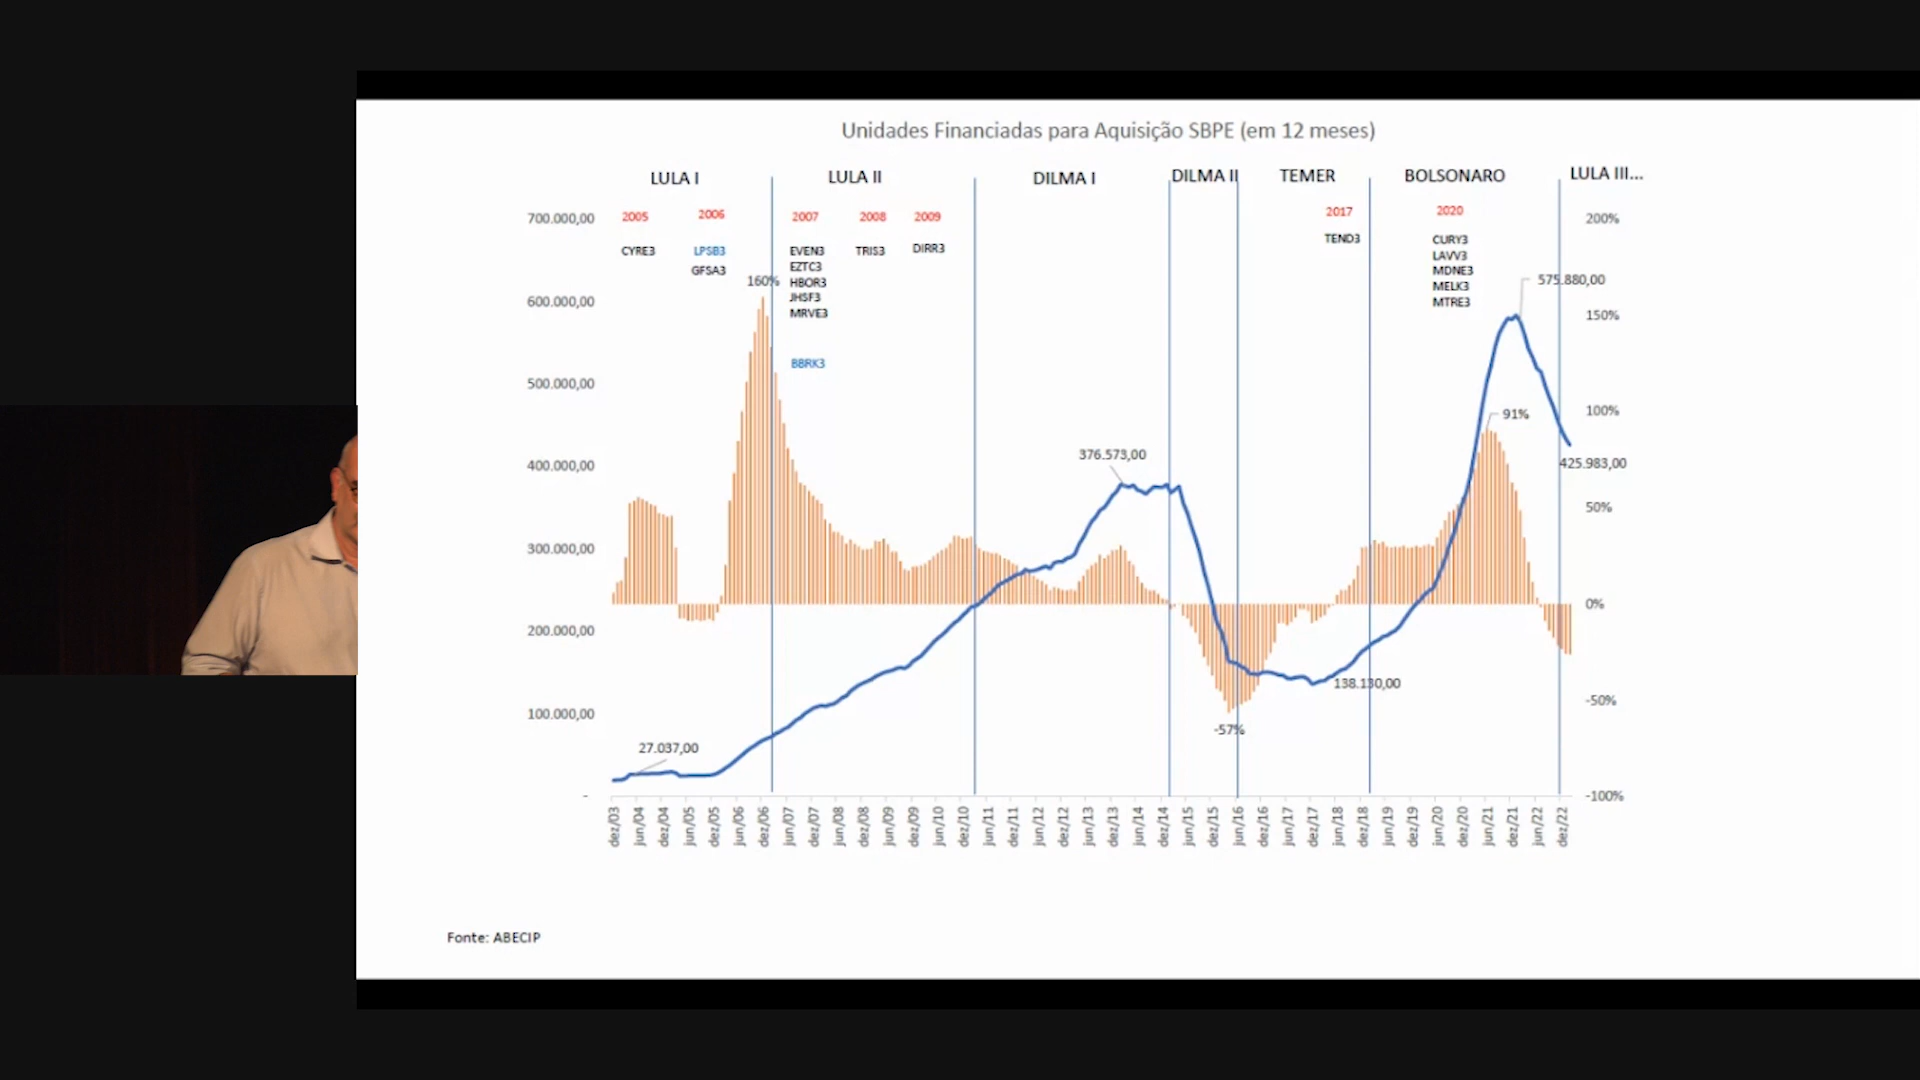 Unidades Financiadas para Aquisição SBPE (em 12 meses)
LULA I
LULA II
DILMA I
DILMA II
TEMER
BOLSONARO
LULA III...
2005
2006
2007
2008
2009
2017
2020
CYRE3
LPSB3
GFSA3
EVEN3
EZTC3
HBOR3
JHSF3
MRVE3
BBRK3
TRIS3
DIRR3
TEND3
CURY3
LAVV3
MDNE3
MELK3
MTRE3
700.000,00
600.000,00
500.000,00
400.000,00
300.000,00
200.000,00
100.000,00
-
200%
150%
100%
50%
0%
-50%
-100%
160%
575.880,00
91%
376.573,00
425.983,00
138.130,00
-57%
27.037,00
dez/03
jun/04
dez/04
jun/05
dez/05
jun/06
dez/06
jun/07
dez/07
jun/08
dez/08
jun/09
dez/09
jun/10
dez/10
jun/11
dez/11
jun/12
dez/12
jun/13
dez/13
jun/14
dez/14
jun/15
dez/15
jun/16
dez/16
jun/17
dez/17
jun/18
dez/18
jun/19
dez/19
jun/20
dez/20
jun/21
dez/21
jun/22
dez/22
Fonte: ABECIP